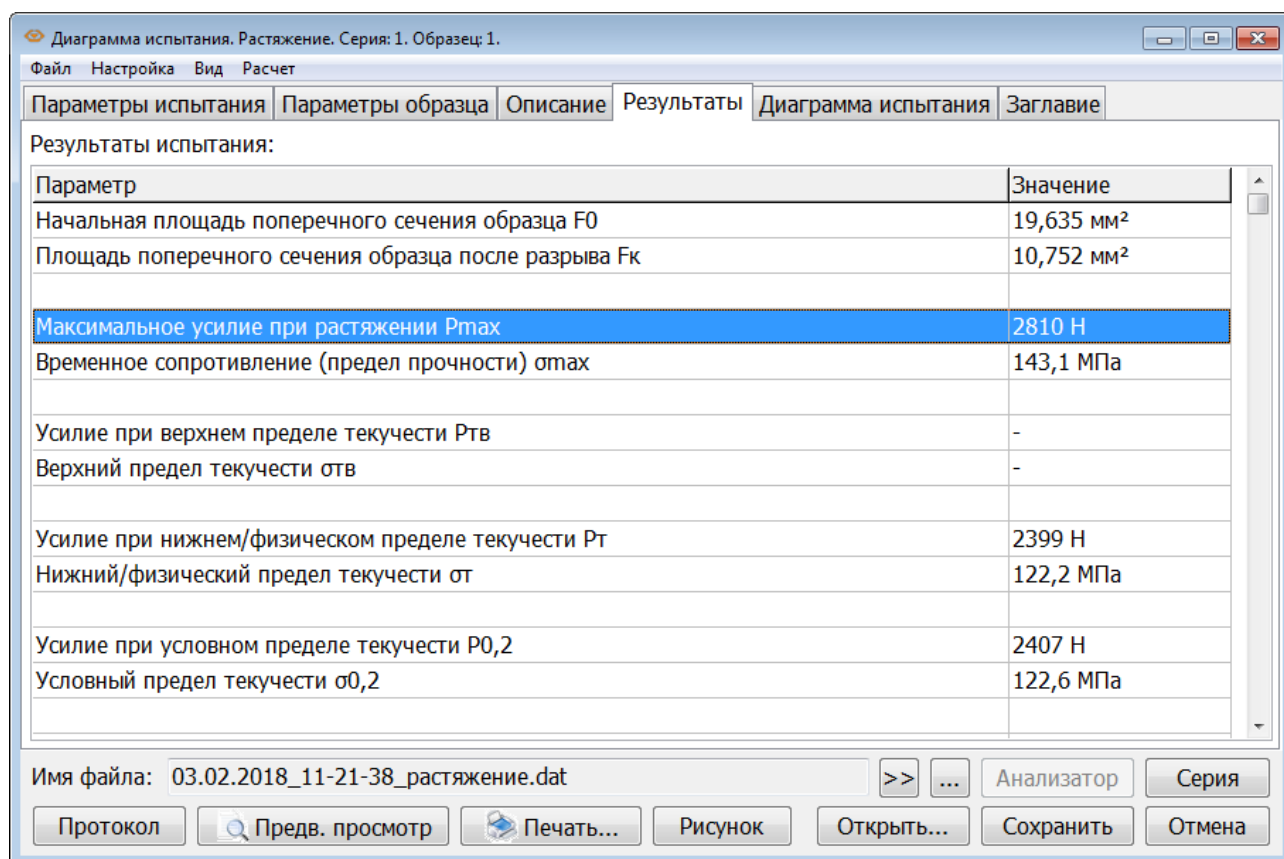 Диаграмма испытания. Растяжение. Серия: 1. Образец: 1.
Файл Настройка Вид Расчет
Параметры испытания Параметры образца Описание Результаты Диаграмма испытания Заглавие
Результаты испытания:
Параметр Значение
Начальная площадь поперечного сечения образца F0 19,635 мм²
Площадь поперечного сечения образца после разрыва Fк 10,752 мм²
Максимальное усилие при растяжении Pmax 2810 Н
Временное сопротивление (предел прочности) σmax 143,1 МПа
Усилие при верхнем пределе текучести Pтв -
Верхний предел текучести σтв -
Усилие при нижнем/физическом пределе текучести Pт 2399 Н
Нижний/физический предел текучести σт 122,2 МПа
Усилие при условном пределе текучести P0,2 2407 Н
Условный предел текучести σ0,2 122,6 МПа
Имя файла: 03.02.2018_11-21-38_растяжение.dat >> ... Анализатор Серия
Протокол Предв. просмотр Печать... Рисунок Открыть... Сохранить Отмена